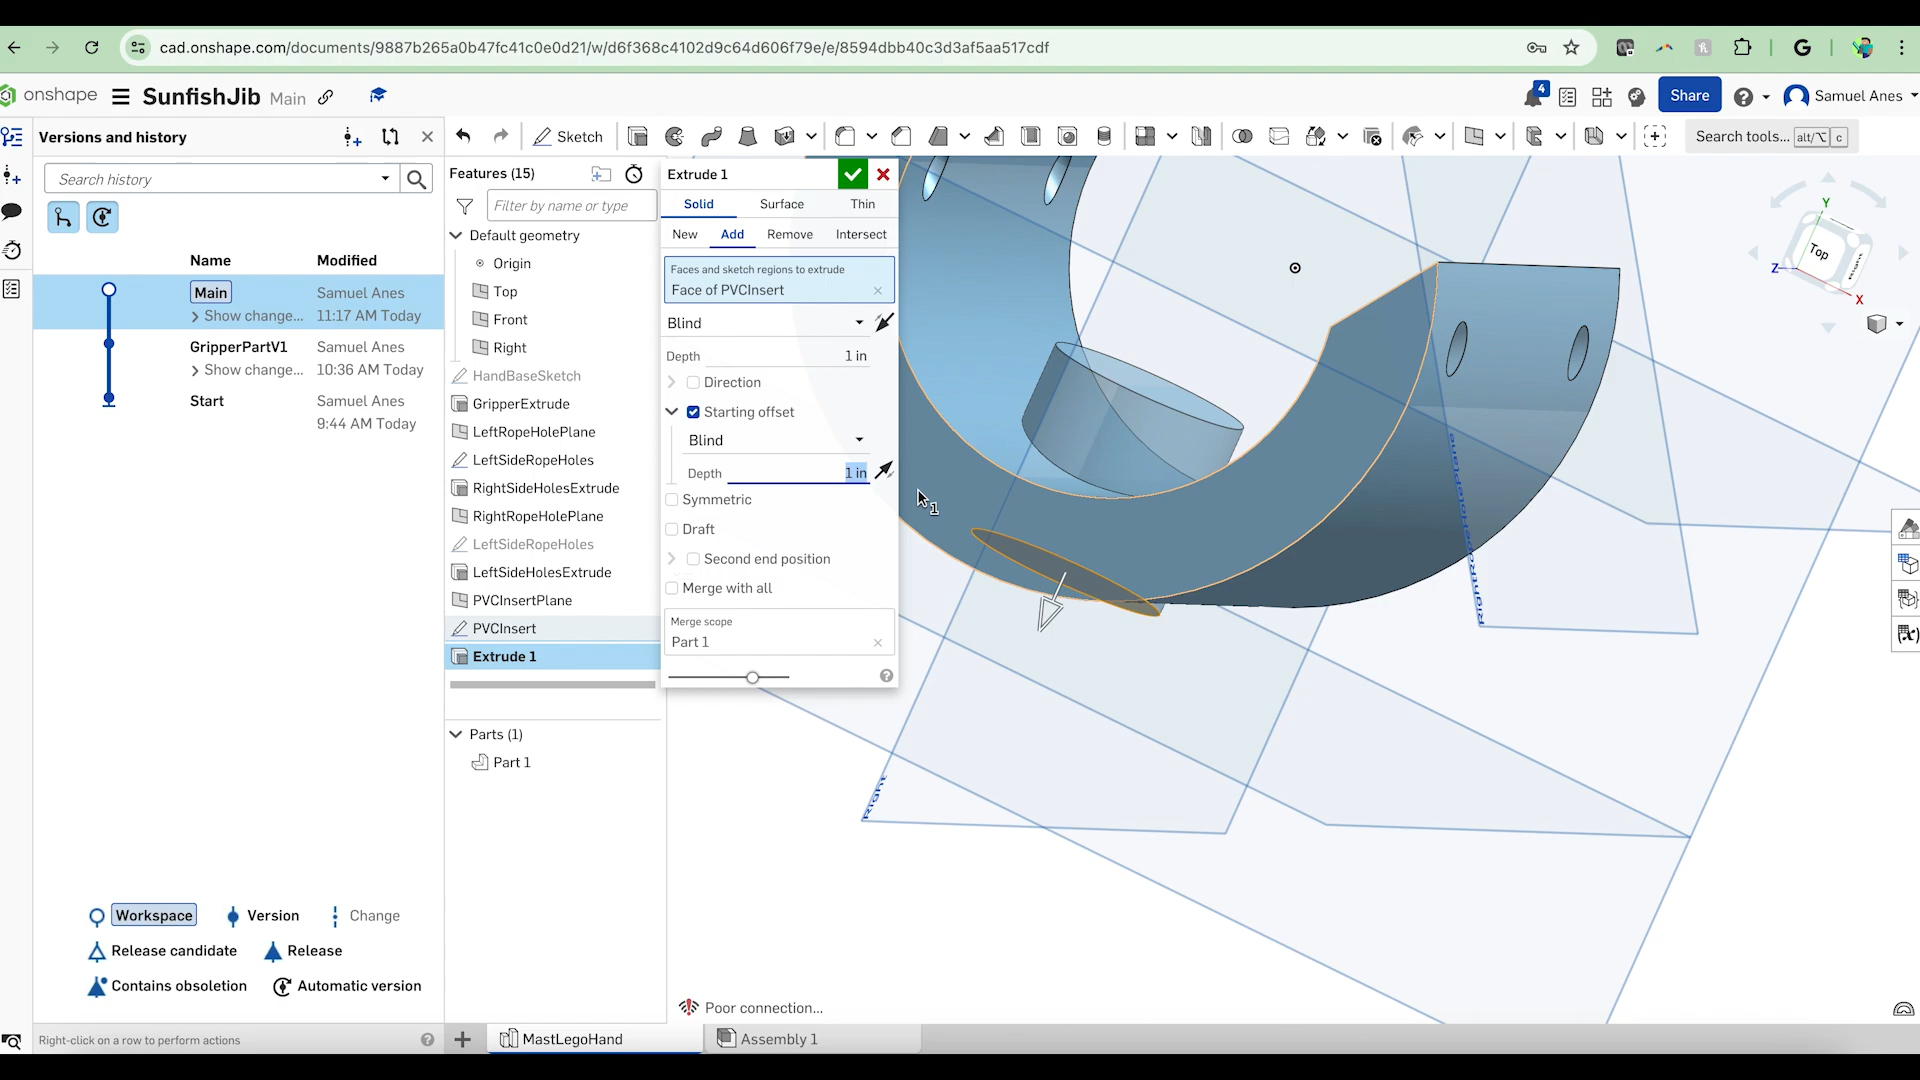 cad.onshape.com/documents/9887b265a0b47fc41c0e0d21/w/d6f368c4102d9c64d606f79e/e/8594dbb40c3d3af5aa517cdf
onshape SunfishJib Main
4
Share
Samuel Anes
Versions and history
Sketch
Search tools... alt/⌥ c
Search history
Name Modified
Main Samuel Anes
Show change... 11:17 AM Today
GripperPartV1 Samuel Anes
Show change... 10:36 AM Today
Start Samuel Anes
9:44 AM Today
Workspace Version Change
Release candidate Release
Contains obsoletion Automatic version
Right-click on a row to perform actions
Features (15)
Filter by name or type
Default geometry
Origin
Top
Front
Right
HandBaseSketch
GripperExtrude
LeftRopeHolePlane
LeftSideRopeHoles
RightSideHolesExtrude
RightRopeHolePlane
LeftSideRopeHoles
LeftSideHolesExtrude
PVCInsertPlane
PVCInsert
Extrude 1
Parts (1)
Part 1
Extrude 1
Solid Surface Thin
New Add Remove Intersect
Faces and sketch regions to extrude
Face of PVCInsert
Blind
Depth 1 in
Direction
Starting offset
Blind
Depth 1 in
Symmetric
Draft
Second end position
Merge with all
Merge scope
Part 1
1
Y
Top
Z
X
Right
Poor connection...
MastLegoHand
Assembly 1